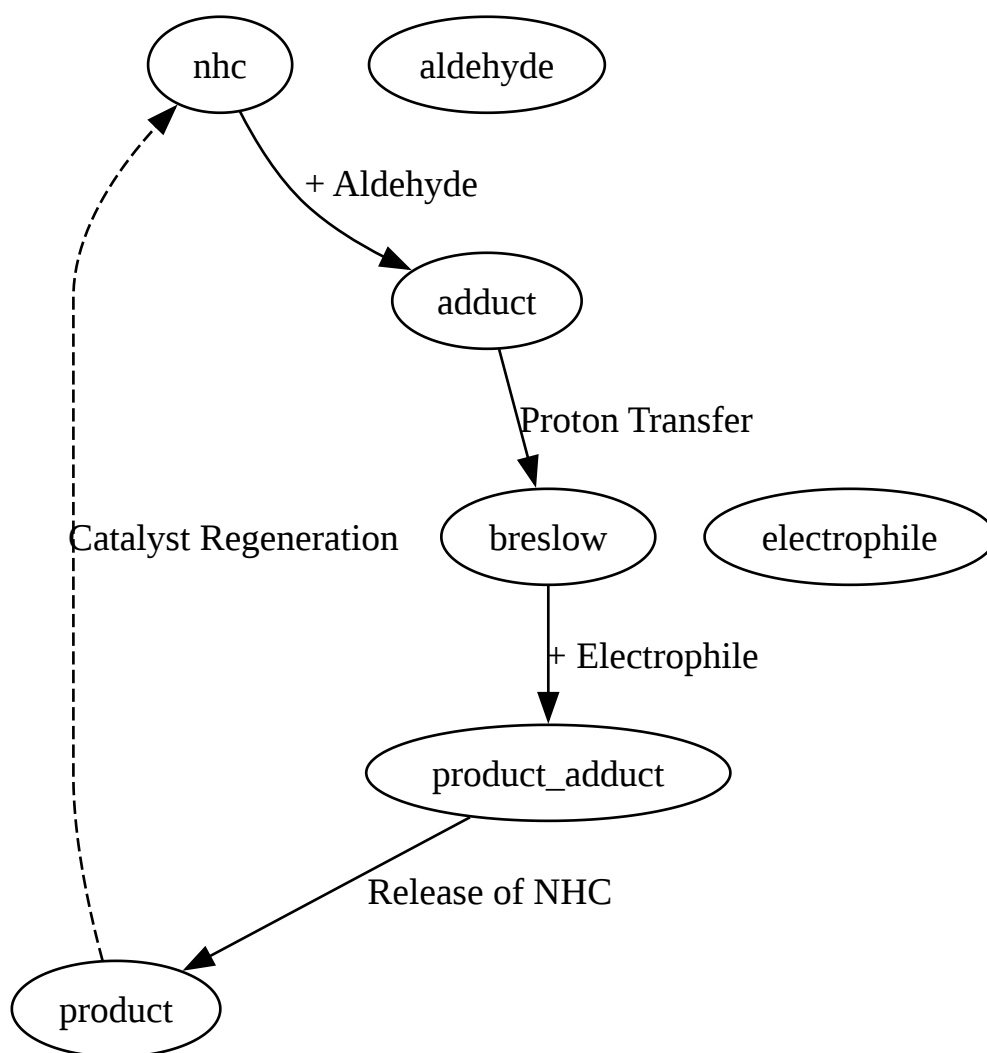 nhc
aldehyde
+ Aldehyde
adduct
Proton Transfer
Catalyst Regeneration
breslow
electrophile
+ Electrophile
product_adduct
Release of NHC
product